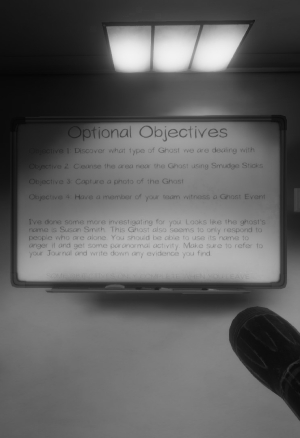 Optional Objectives
Objective 1: Discover what type of Ghost we are dealing with
Objective 2: Cleanse the area near the Ghost using Smudge Sticks
Objective 3: Capture a photo of the Ghost
Objective 4: Have a member of your team witness a Ghost Event
I've done some more investigating for you. Looks like the ghost's
name is Susan Smith. This Ghost also seems to only respond to
people who are alone. You should be able to use its name to
anger it and get some paranormal activity. Make sure to refer to
your Journal and write down any evidence you find.